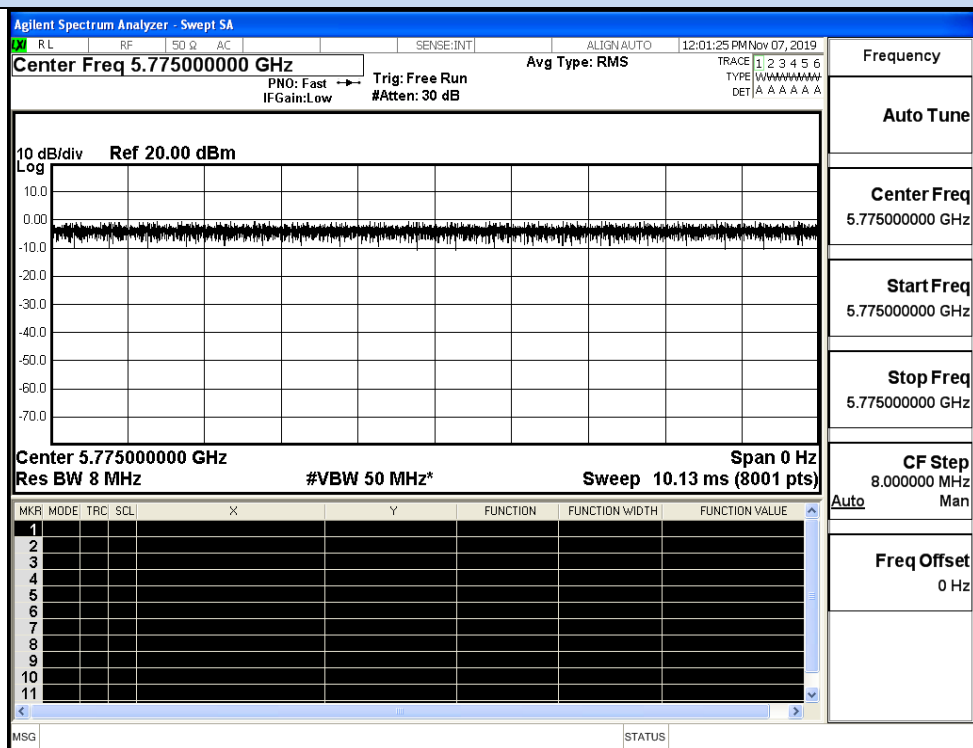 Agilent Spectrum Analyzer - Swept SA
LXI RL RF 50 Ω AC SENSE:INT ALIGN AUTO 12:01:25 PM Nov 07, 2019
Center Freq 5.775000000 GHz
PNO: Fast
IFGain:Low
Trig: Free Run
#Atten: 30 dB
Avg Type: RMS
TRACE 1 2 3 4 5 6
TYPE WWWWWW
DET A A A A A A
10 dB/div Ref 20.00 dBm
Log
10.0
0.00
-10.0
-20.0
-30.0
-40.0
-50.0
-60.0
-70.0
Center 5.775000000 GHz Span 0 Hz
Res BW 8 MHz #VBW 50 MHz* Sweep 10.13 ms (8001 pts)
MKR MODE TRC SCL X Y FUNCTION FUNCTION WIDTH FUNCTION VALUE
1
2
3
4
5
6
7
8
9
10
11
MSG STATUS
Frequency
Auto Tune
Center Freq
5.775000000 GHz
Start Freq
5.775000000 GHz
Stop Freq
5.775000000 GHz
CF Step
8.000000 MHz
Auto Man
Freq Offset
0 Hz